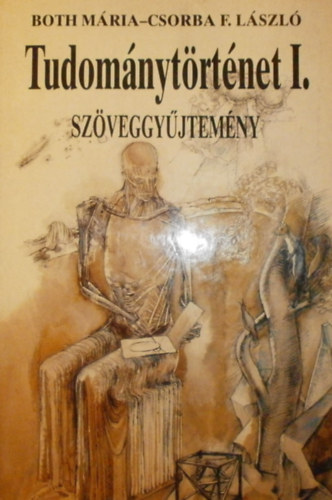 BOTH MÁRIA–CSORBA F. LÁSZLÓ
Tudománytörténet I.
SZÖVEGGYŰJTEMÉNY